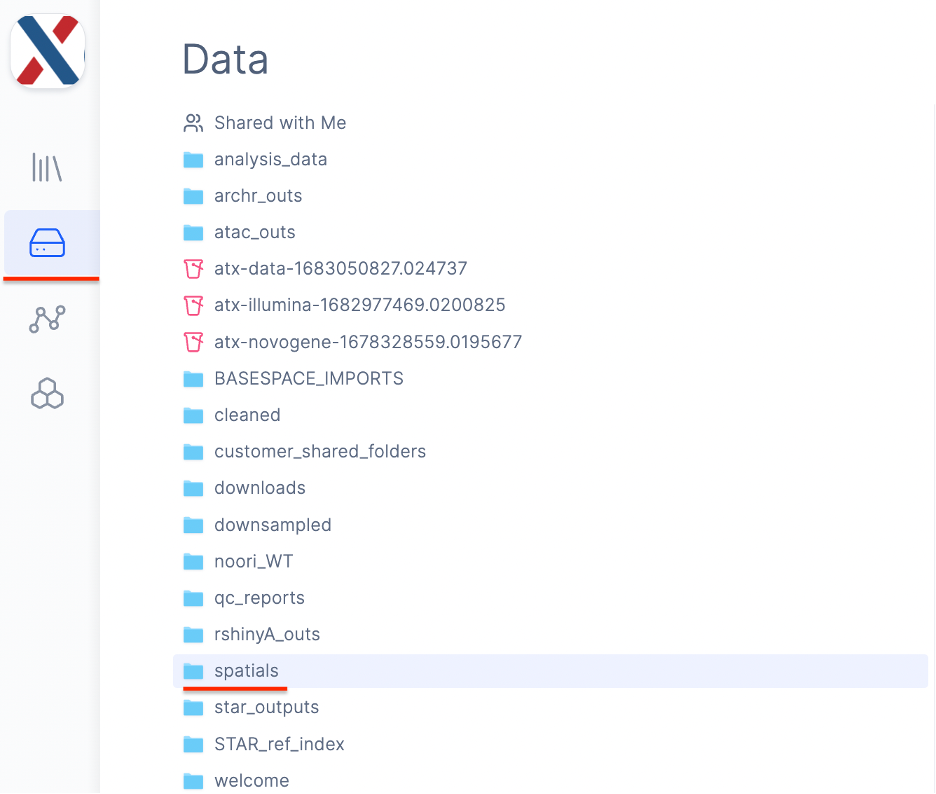 Data
Shared with Me
analysis_data
archr_outs
atac_outs
atx-data-1683050827.024737
atx-illumina-1682977469.0200825
atx-novogene-1678328559.0195677
BASESPACE_IMPORTS
cleaned
customer_shared_folders
downloads
downsampled
noori_WT
qc_reports
rshinyA_outs
spatials
star_outputs
STAR_ref_index
welcome